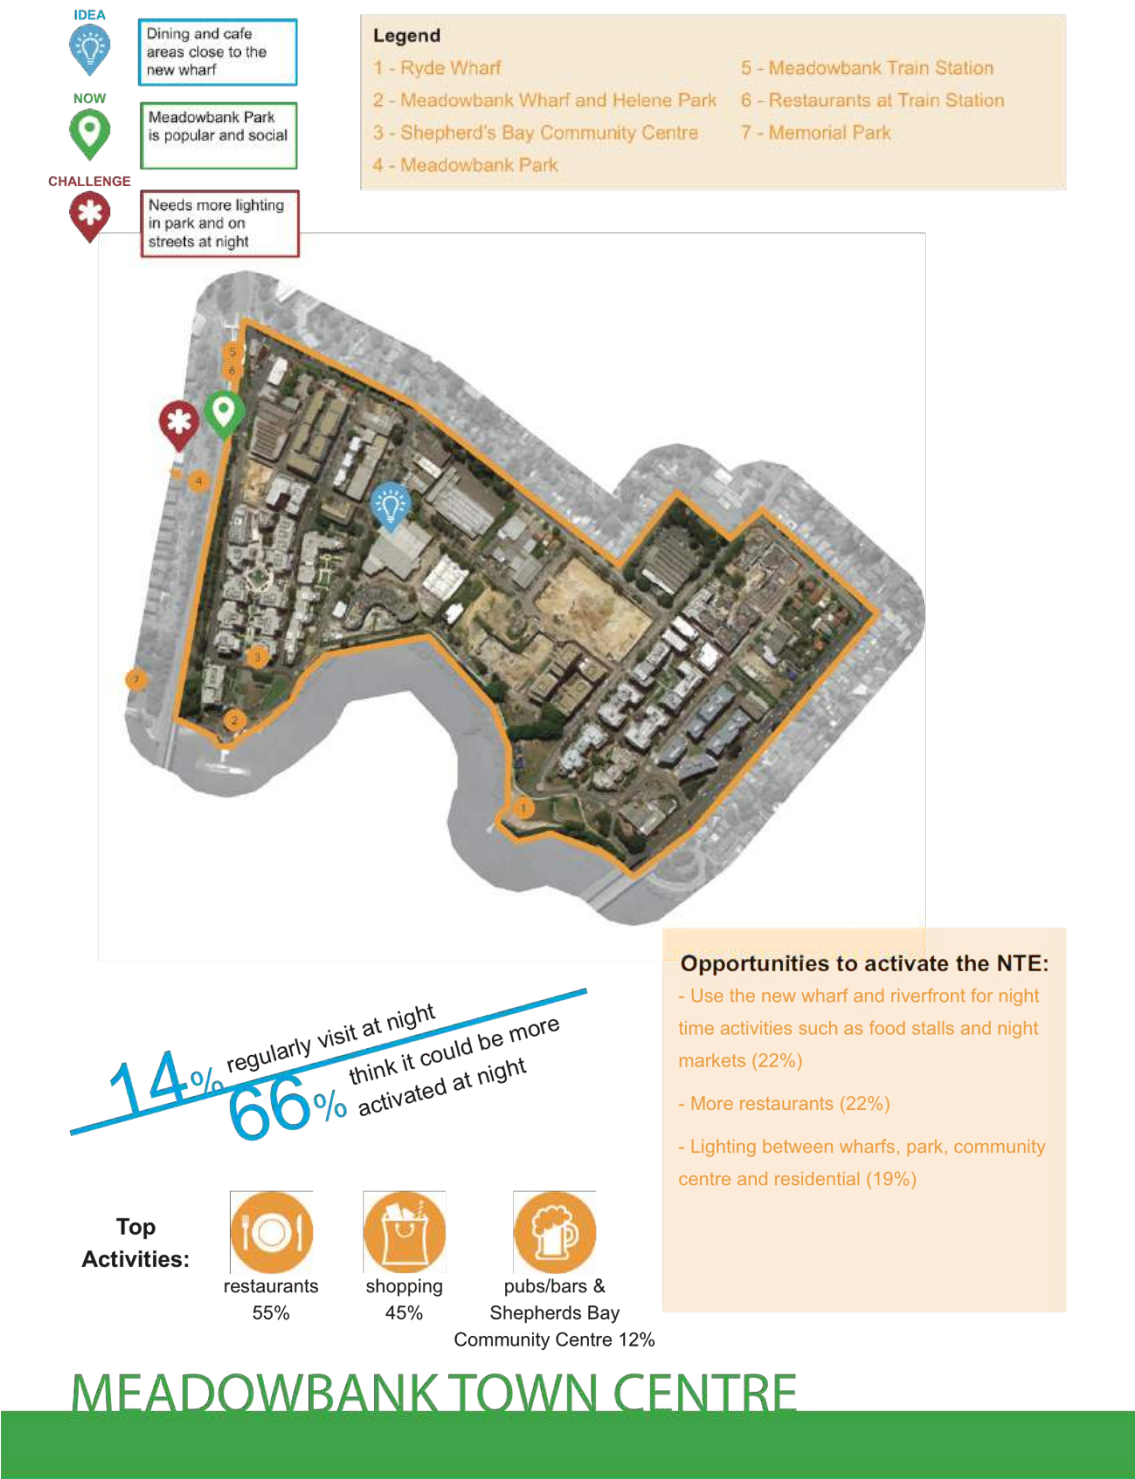 IDEA
Dining and cafe
areas close to the
new wharf
NOW
Meadowbank Park
is popular and social
CHALLENGE
Needs more lighting
in park and on
streets at night
Legend
1 - Ryde Wharf
2 - Meadowbank Wharf and Helene Park
3 - Shepherd's Bay Community Centre
4 - Meadowbank Park
5 - Meadowbank Train Station
6 - Restaurants at Train Station
7 - Memorial Park
5
6
4
3
7
2
1
14% regularly visit at night
66% think it could be more
activated at night
Opportunities to activate the NTE:
- Use the new wharf and riverfront for night
time activities such as food stalls and night
markets (22%)
- More restaurants (22%)
- Lighting between wharfs, park, community
centre and residential (19%)
Top
Activities:
restaurants
55%
shopping
45%
pubs/bars &
Shepherds Bay
Community Centre 12%
MEADOWBANK TOWN CENTRE